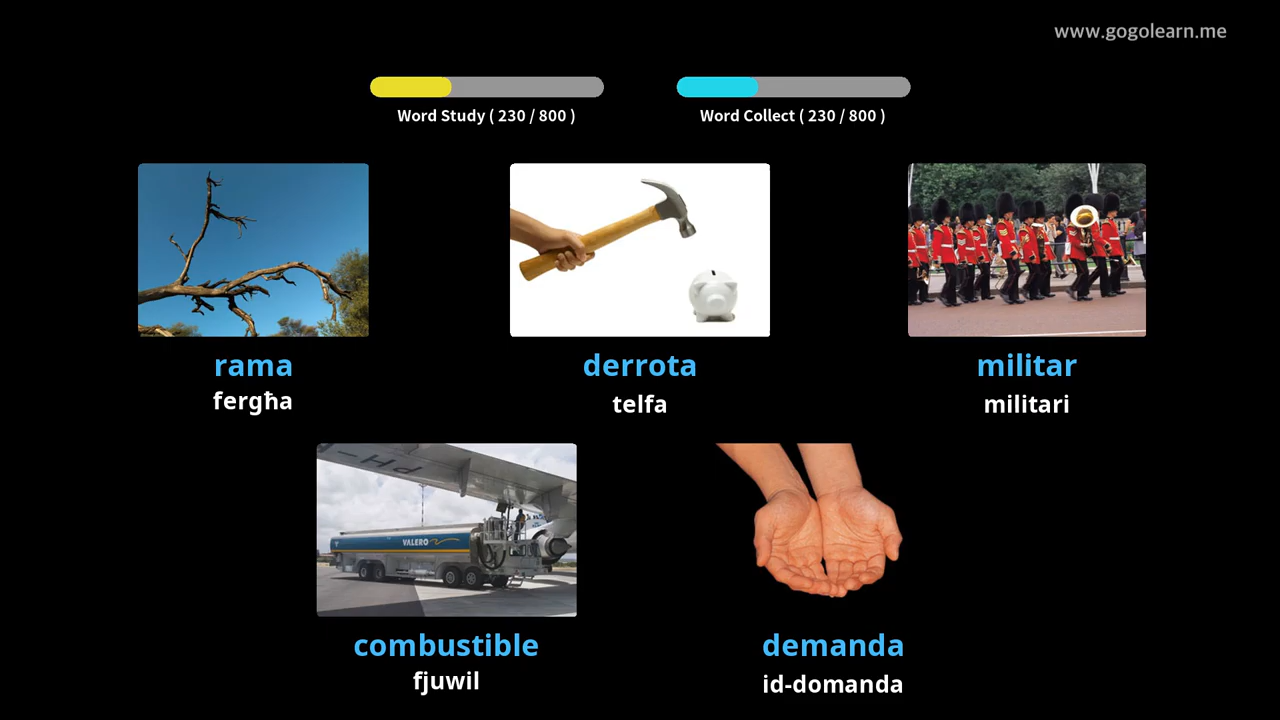 www.gogolearn.me
Word Study ( 230 / 800 )
Word Collect ( 230 / 800 )
rama
fergħa
derrota
telfa
militar
militari
PH-
VALERO
combustible
fjuwil
demanda
id-domanda